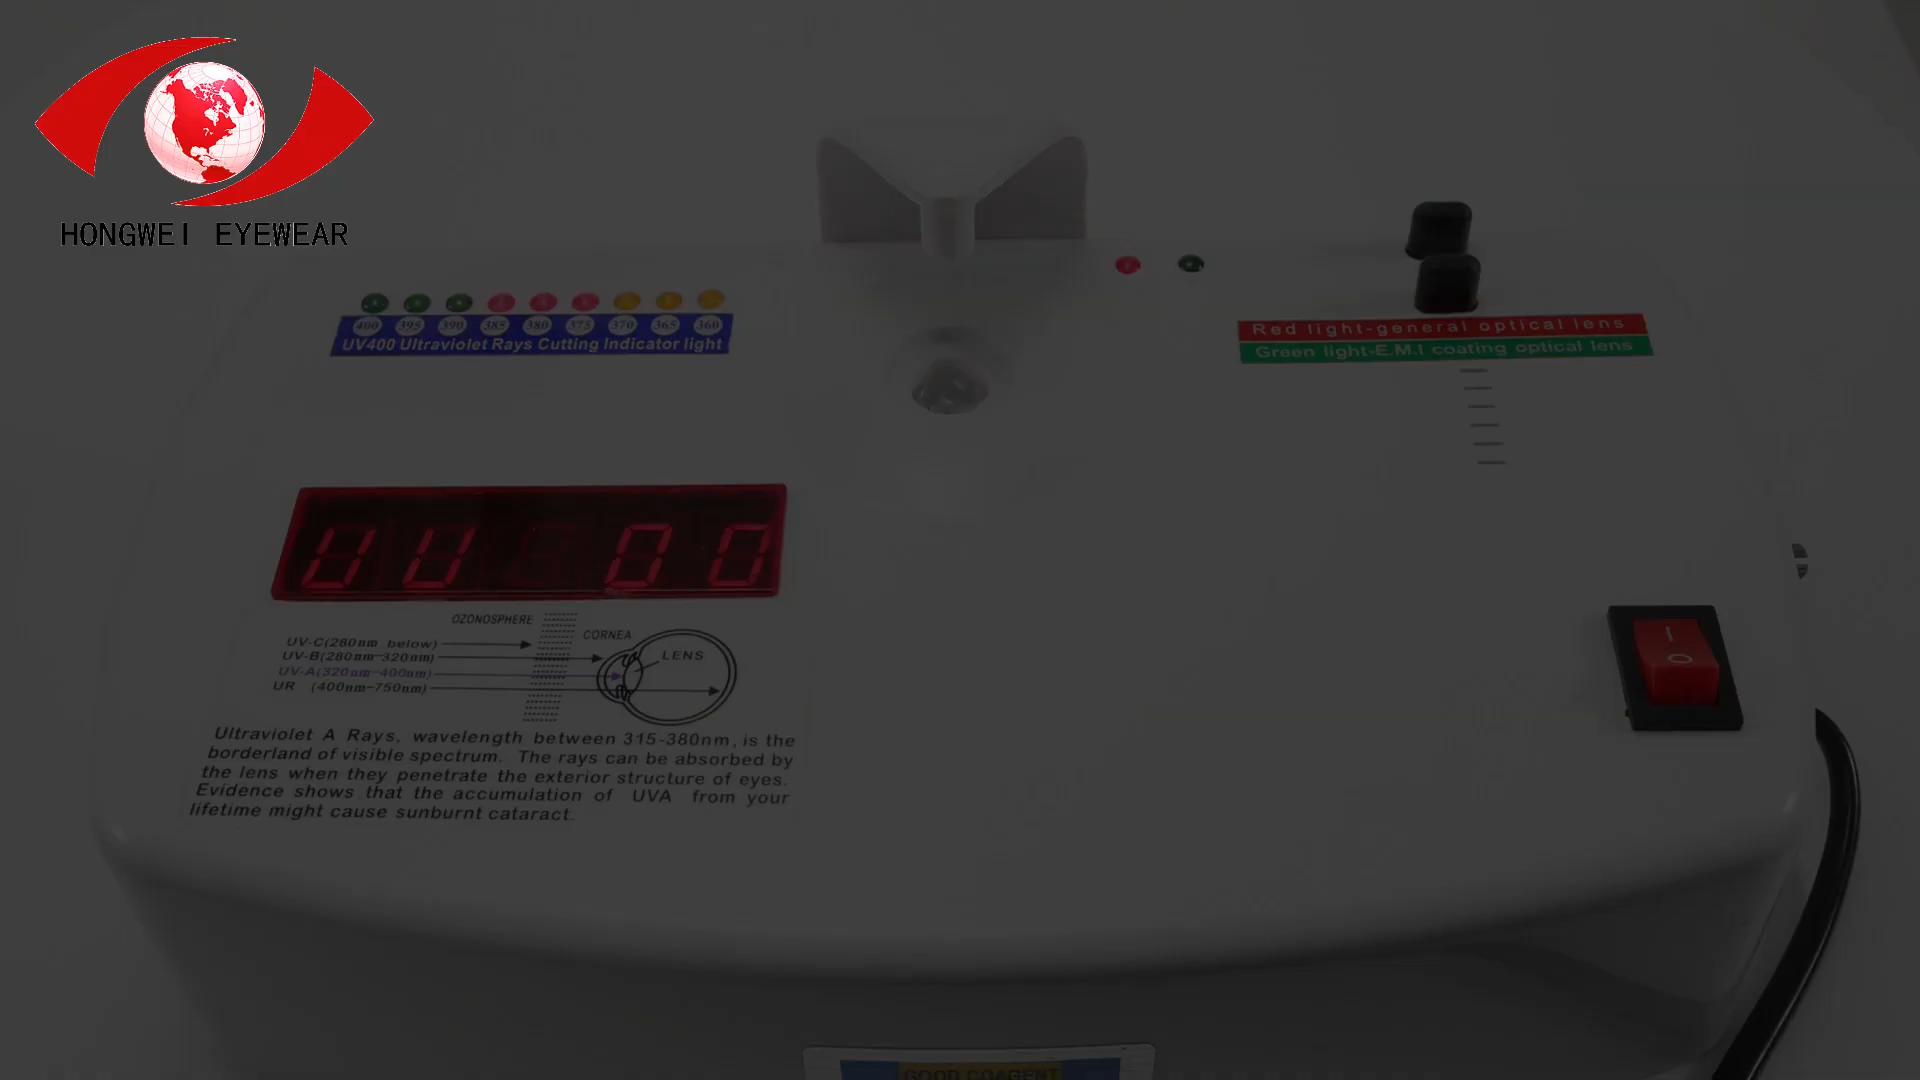 HONGWEI EYEWEAR
400 395 390 385 380 375 370 365 360
UV400 Ultraviolet Rays Cutting Indicator light
Red light-general optical lens
Green light-E.M.I coating optical lens
OZONOSPHERE
CORNEA
LENS
UV-C(280nm below)
UV-B(280nm-320nm)
UV-A(320nm-400nm)
UR (400nm-750nm)
Ultraviolet A Rays, wavelength between 315-380nm, is the
borderland of visible spectrum. The rays can be absorbed by
the lens when they penetrate the exterior structure of eyes.
Evidence shows that the accumulation of UVA from your
lifetime might cause sunburnt cataract.
I
O
GOOD COAGENT